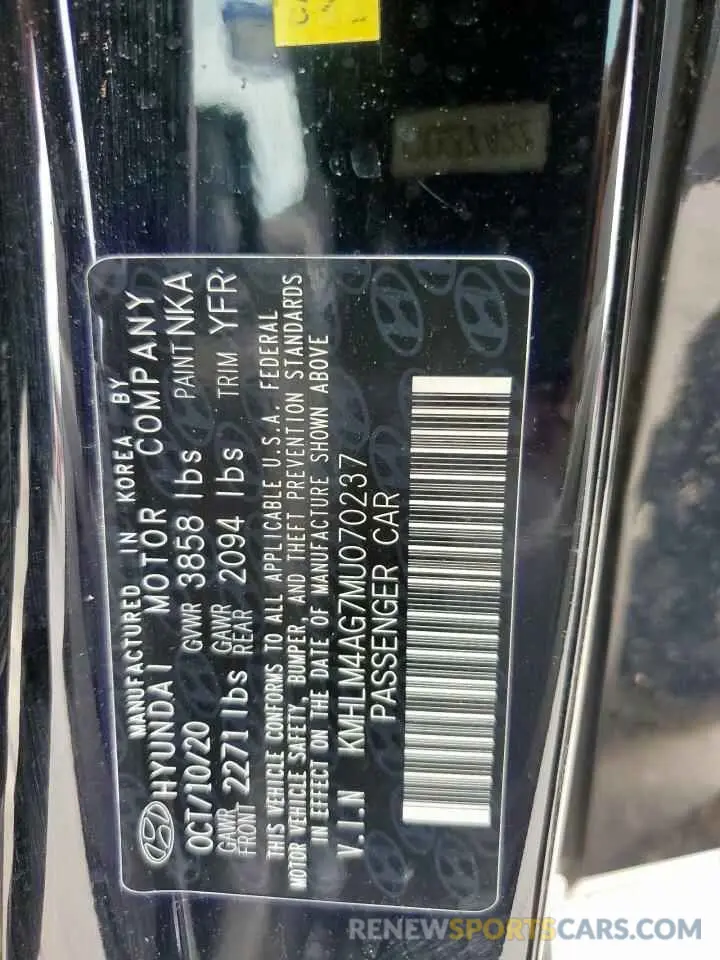 MANUFACTURED IN KOREA BY
HYUNDAI MOTOR COMPANY
OCT/10/20 GVWR 3858 lbs PAINT NKA
GAWR FRONT 2271 lbs GAWR REAR 2094 lbs TRIM YFR
THIS VEHICLE CONFORMS TO ALL APPLICABLE U.S.A. FEDERAL
MOTOR VEHICLE SAFETY, BUMPER, AND THEFT PREVENTION STANDARDS
IN EFFECT ON THE DATE OF MANUFACTURE SHOWN ABOVE
V.I.N KMHLM4AG7MU070237
PASSENGER CAR
RENEWSPORTSCARS.COM